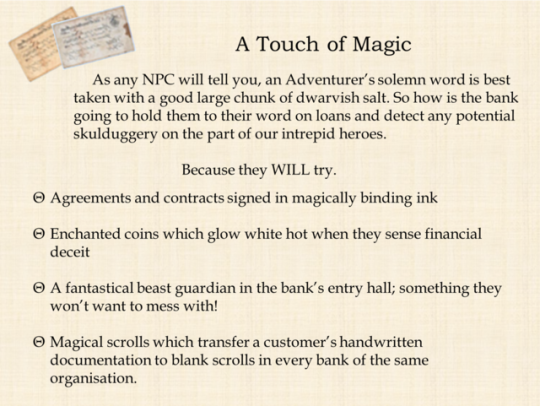 A Touch of Magic
As any NPC will tell you, an Adventurer's solemn word is best
taken with a good large chunk of dwarvish salt. So how is the bank
going to hold them to their word on loans and detect any potential
skulduggery on the part of our intrepid heroes.
Because they WILL try.
Θ Agreements and contracts signed in magically binding ink
Θ Enchanted coins which glow white hot when they sense financial
deceit
Θ A fantastical beast guardian in the bank's entry hall; something they
won't want to mess with!
Θ Magical scrolls which transfer a customer's handwritten
documentation to blank scrolls in every bank of the same
organisation.